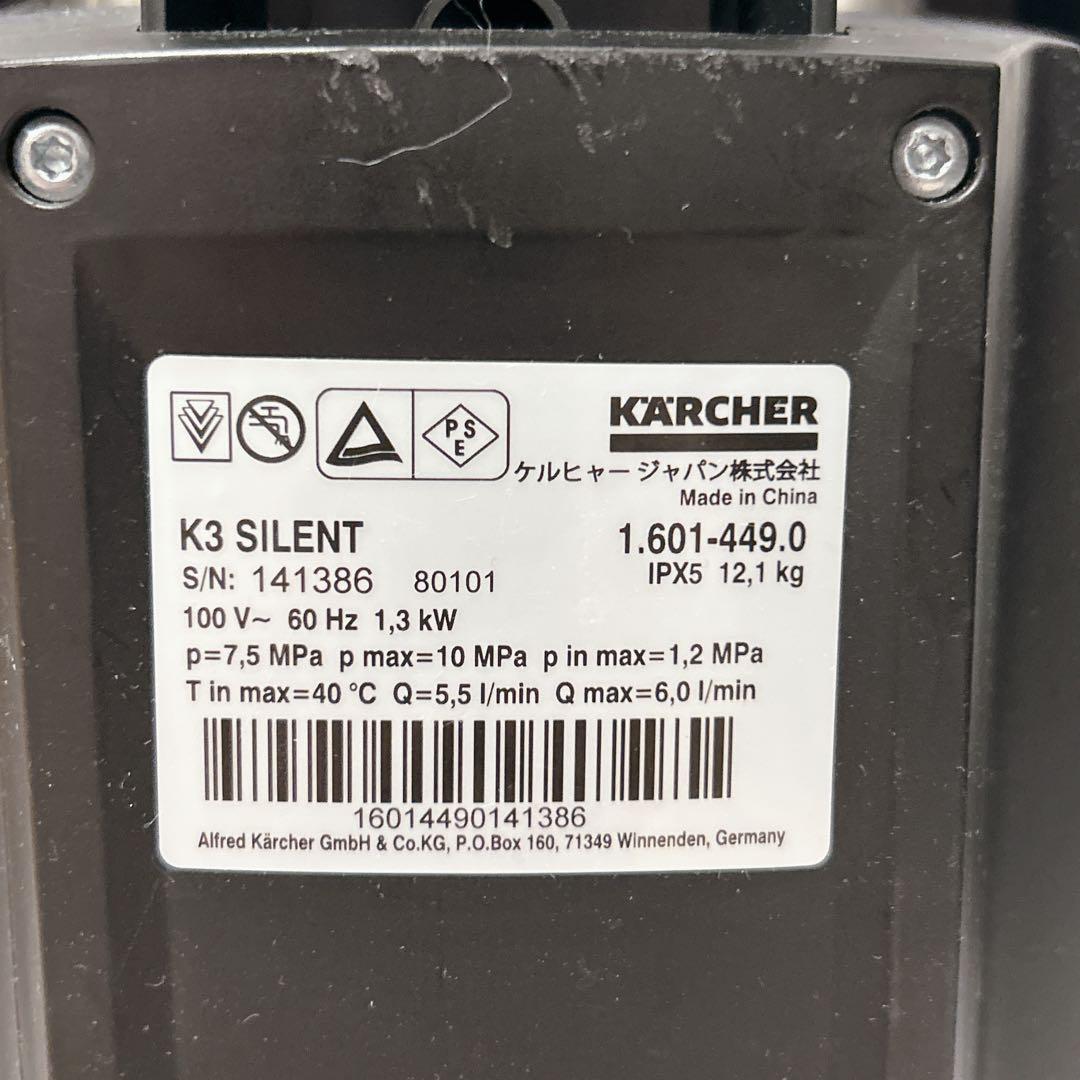 PSE
KÄRCHER
ケルヒャー ジャパン株式会社
Made in China
K3 SILENT 1.601-449.0
S/N: 141386 80101 IPX5 12,1 kg
100 V~ 60 Hz 1,3 kW
p=7,5 MPa p max=10 MPa p in max=1,2 MPa
T in max=40 °C Q=5,5 l/min Q max=6,0 l/min
16014490141386
Alfred Kärcher GmbH & Co.KG, P.O.Box 160, 71349 Winnenden, Germany